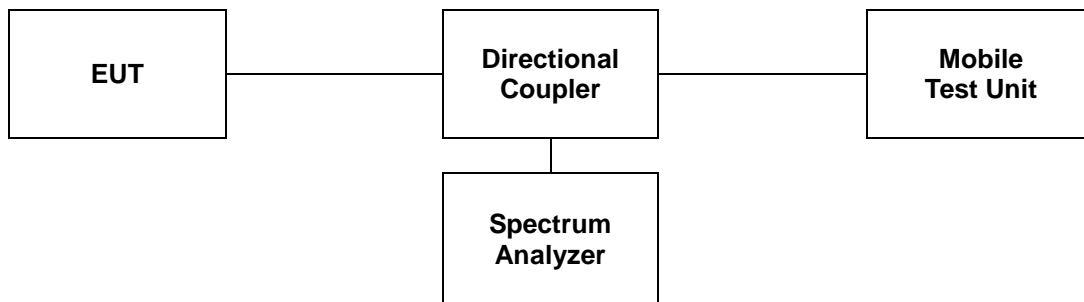 EUT
Directional
Coupler
Mobile
Test Unit
Spectrum
Analyzer